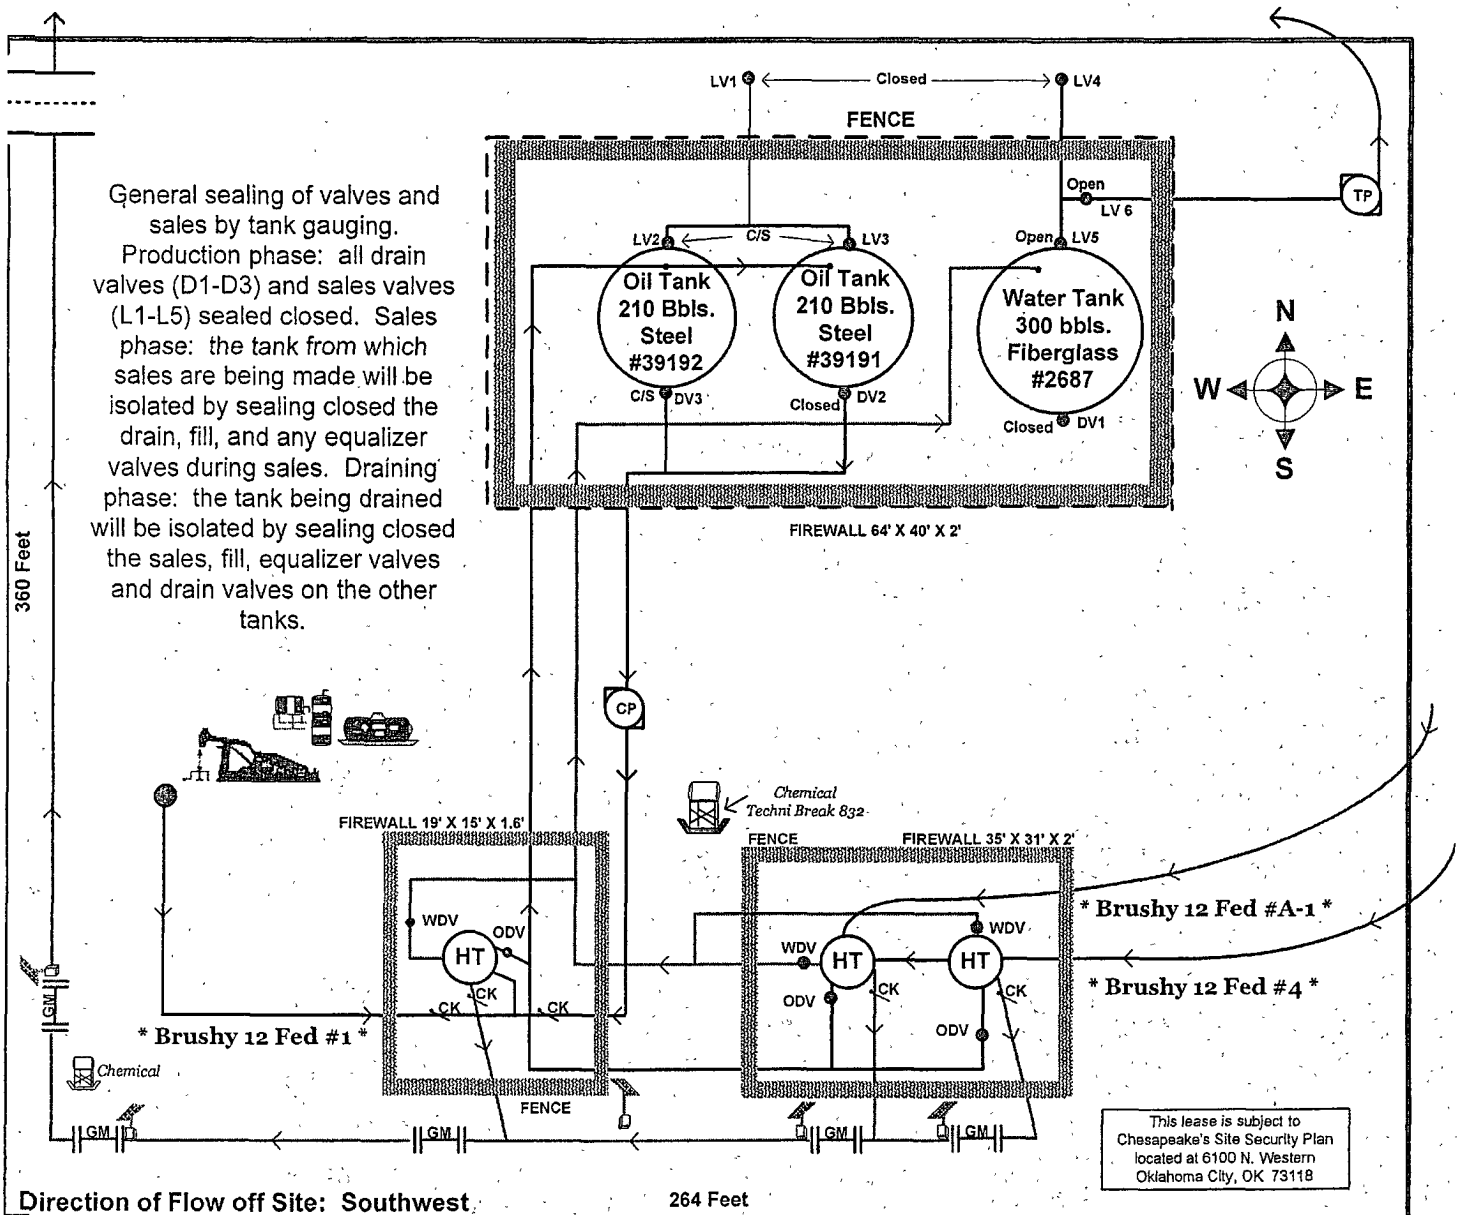 LV1
Closed
LV4
FENCE
General sealing of valves and
sales by tank gauging.
Production phase: all drain
valves (D1-D3) and sales valves
(L1-L5) sealed closed. Sales
phase: the tank from which
sales are being made will be
isolated by sealing closed the
drain, fill, and any equalizer
valves during sales. Draining
phase: the tank being drained
will be isolated by sealing closed
the sales, fill, equalizer valves
and drain valves on the other
tanks.
Open
LV 6
TP
LV2
C/S
LV3
Open
LV5
Oil Tank
210 Bbls.
Steel
#39192
Oil Tank
210 Bbls.
Steel
#39191
Water Tank
300 bbls.
Fiberglass
#2687
N
W
E
S
C/S
DV3
Closed
DV2
Closed
DV1
FIREWALL 64' X 40' X 2'
360 Feet
CP
Chemical
Techni Break 832
FIREWALL 19' X 15' X 1.6'
FENCE
FIREWALL 35' X 31' X 2'
* Brushy 12 Fed #A-1 *
WDV
ODV
HT
WDV
HT
WDV
HT
CK
CK
CK
ODV
CK
CK
ODV
* Brushy 12 Fed #4 *
* Brushy 12 Fed #1 *
GM
Chemical
FENCE
GM
GM
GM
GM
This lease is subject to
Chesapeake's Site Security Plan
located at 6100 N. Western
Oklahoma City, OK 73118
Direction of Flow off Site: Southwest
264 Feet